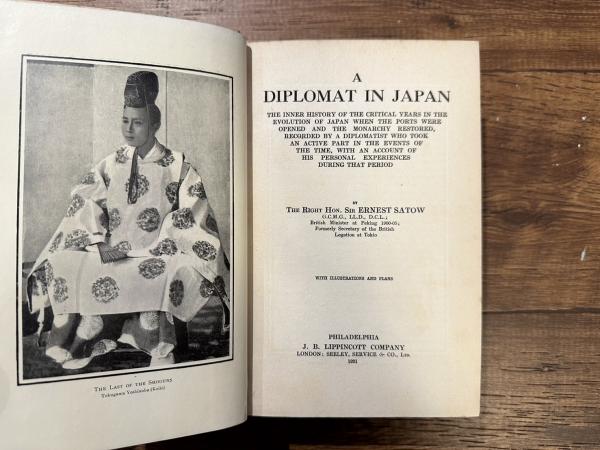 THE LAST OF THE SHOGUNS
Tokugawa Yoshinobu (Keiki)
A
DIPLOMAT IN JAPAN
THE INNER HISTORY OF THE CRITICAL YEARS IN THE
EVOLUTION OF JAPAN WHEN THE PORTS WERE
OPENED AND THE MONARCHY RESTORED,
RECORDED BY A DIPLOMATIST WHO TOOK
AN ACTIVE PART IN THE EVENTS OF
THE TIME, WITH AN ACCOUNT OF
HIS PERSONAL EXPERIENCES
DURING THAT PERIOD
BY
THE RIGHT HON. SIR ERNEST SATOW
G.C.M.G., LL.D., D.C.L.;
British Minister at Peking 1900-05;
Formerly Secretary of the British
Legation at Tokio
WITH ILLUSTRATIONS AND PLANS
PHILADELPHIA
J. B. LIPPINCOTT COMPANY
LONDON: SEELEY, SERVICE & CO., LTD.
1921